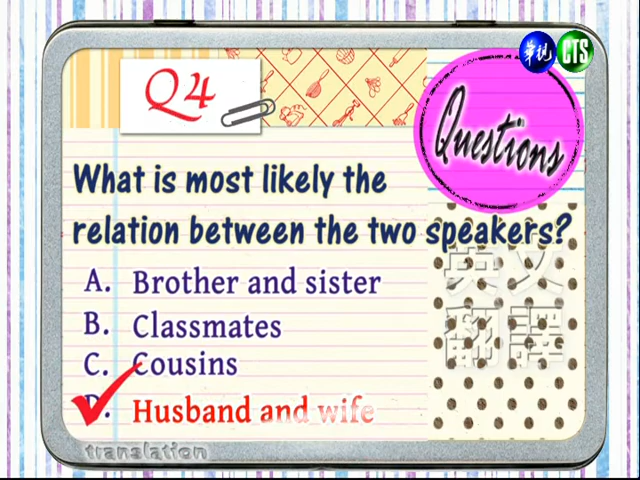 華視 CTS
Q4
Questions
What is most likely the
relation between the two speakers?
A. Brother and sister
B. Classmates
C. Cousins
D. Husband and wife
英文
翻譯
translation